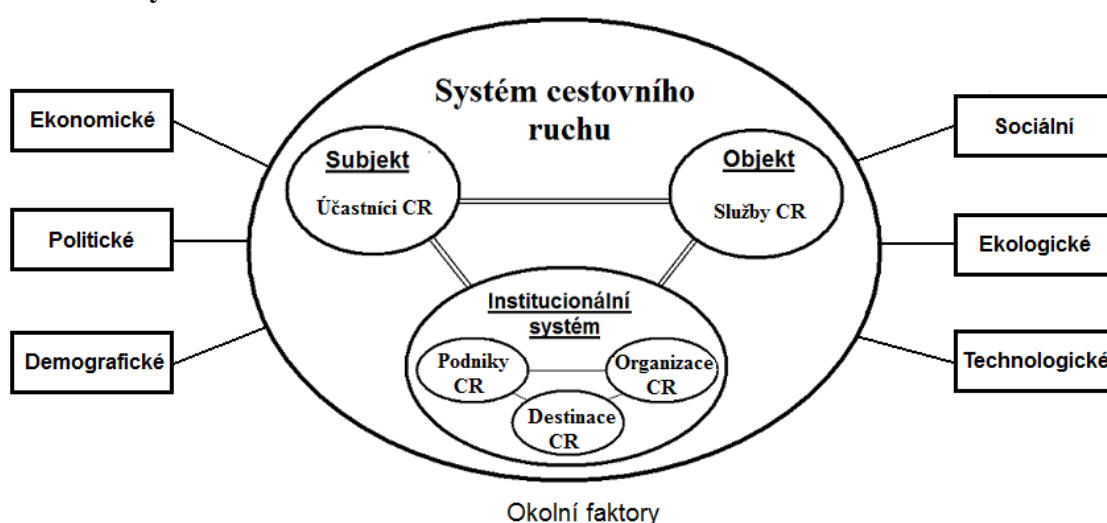 Systém cestovního
ruchu
Ekonomické
Sociální
Subjekt
Účastníci CR
Objekt
Služby CR
Politické
Ekologické
Institucionální
systém
Podniky
CR
Organizace
CR
Destinace
CR
Demografické
Technologické
Okolní faktory